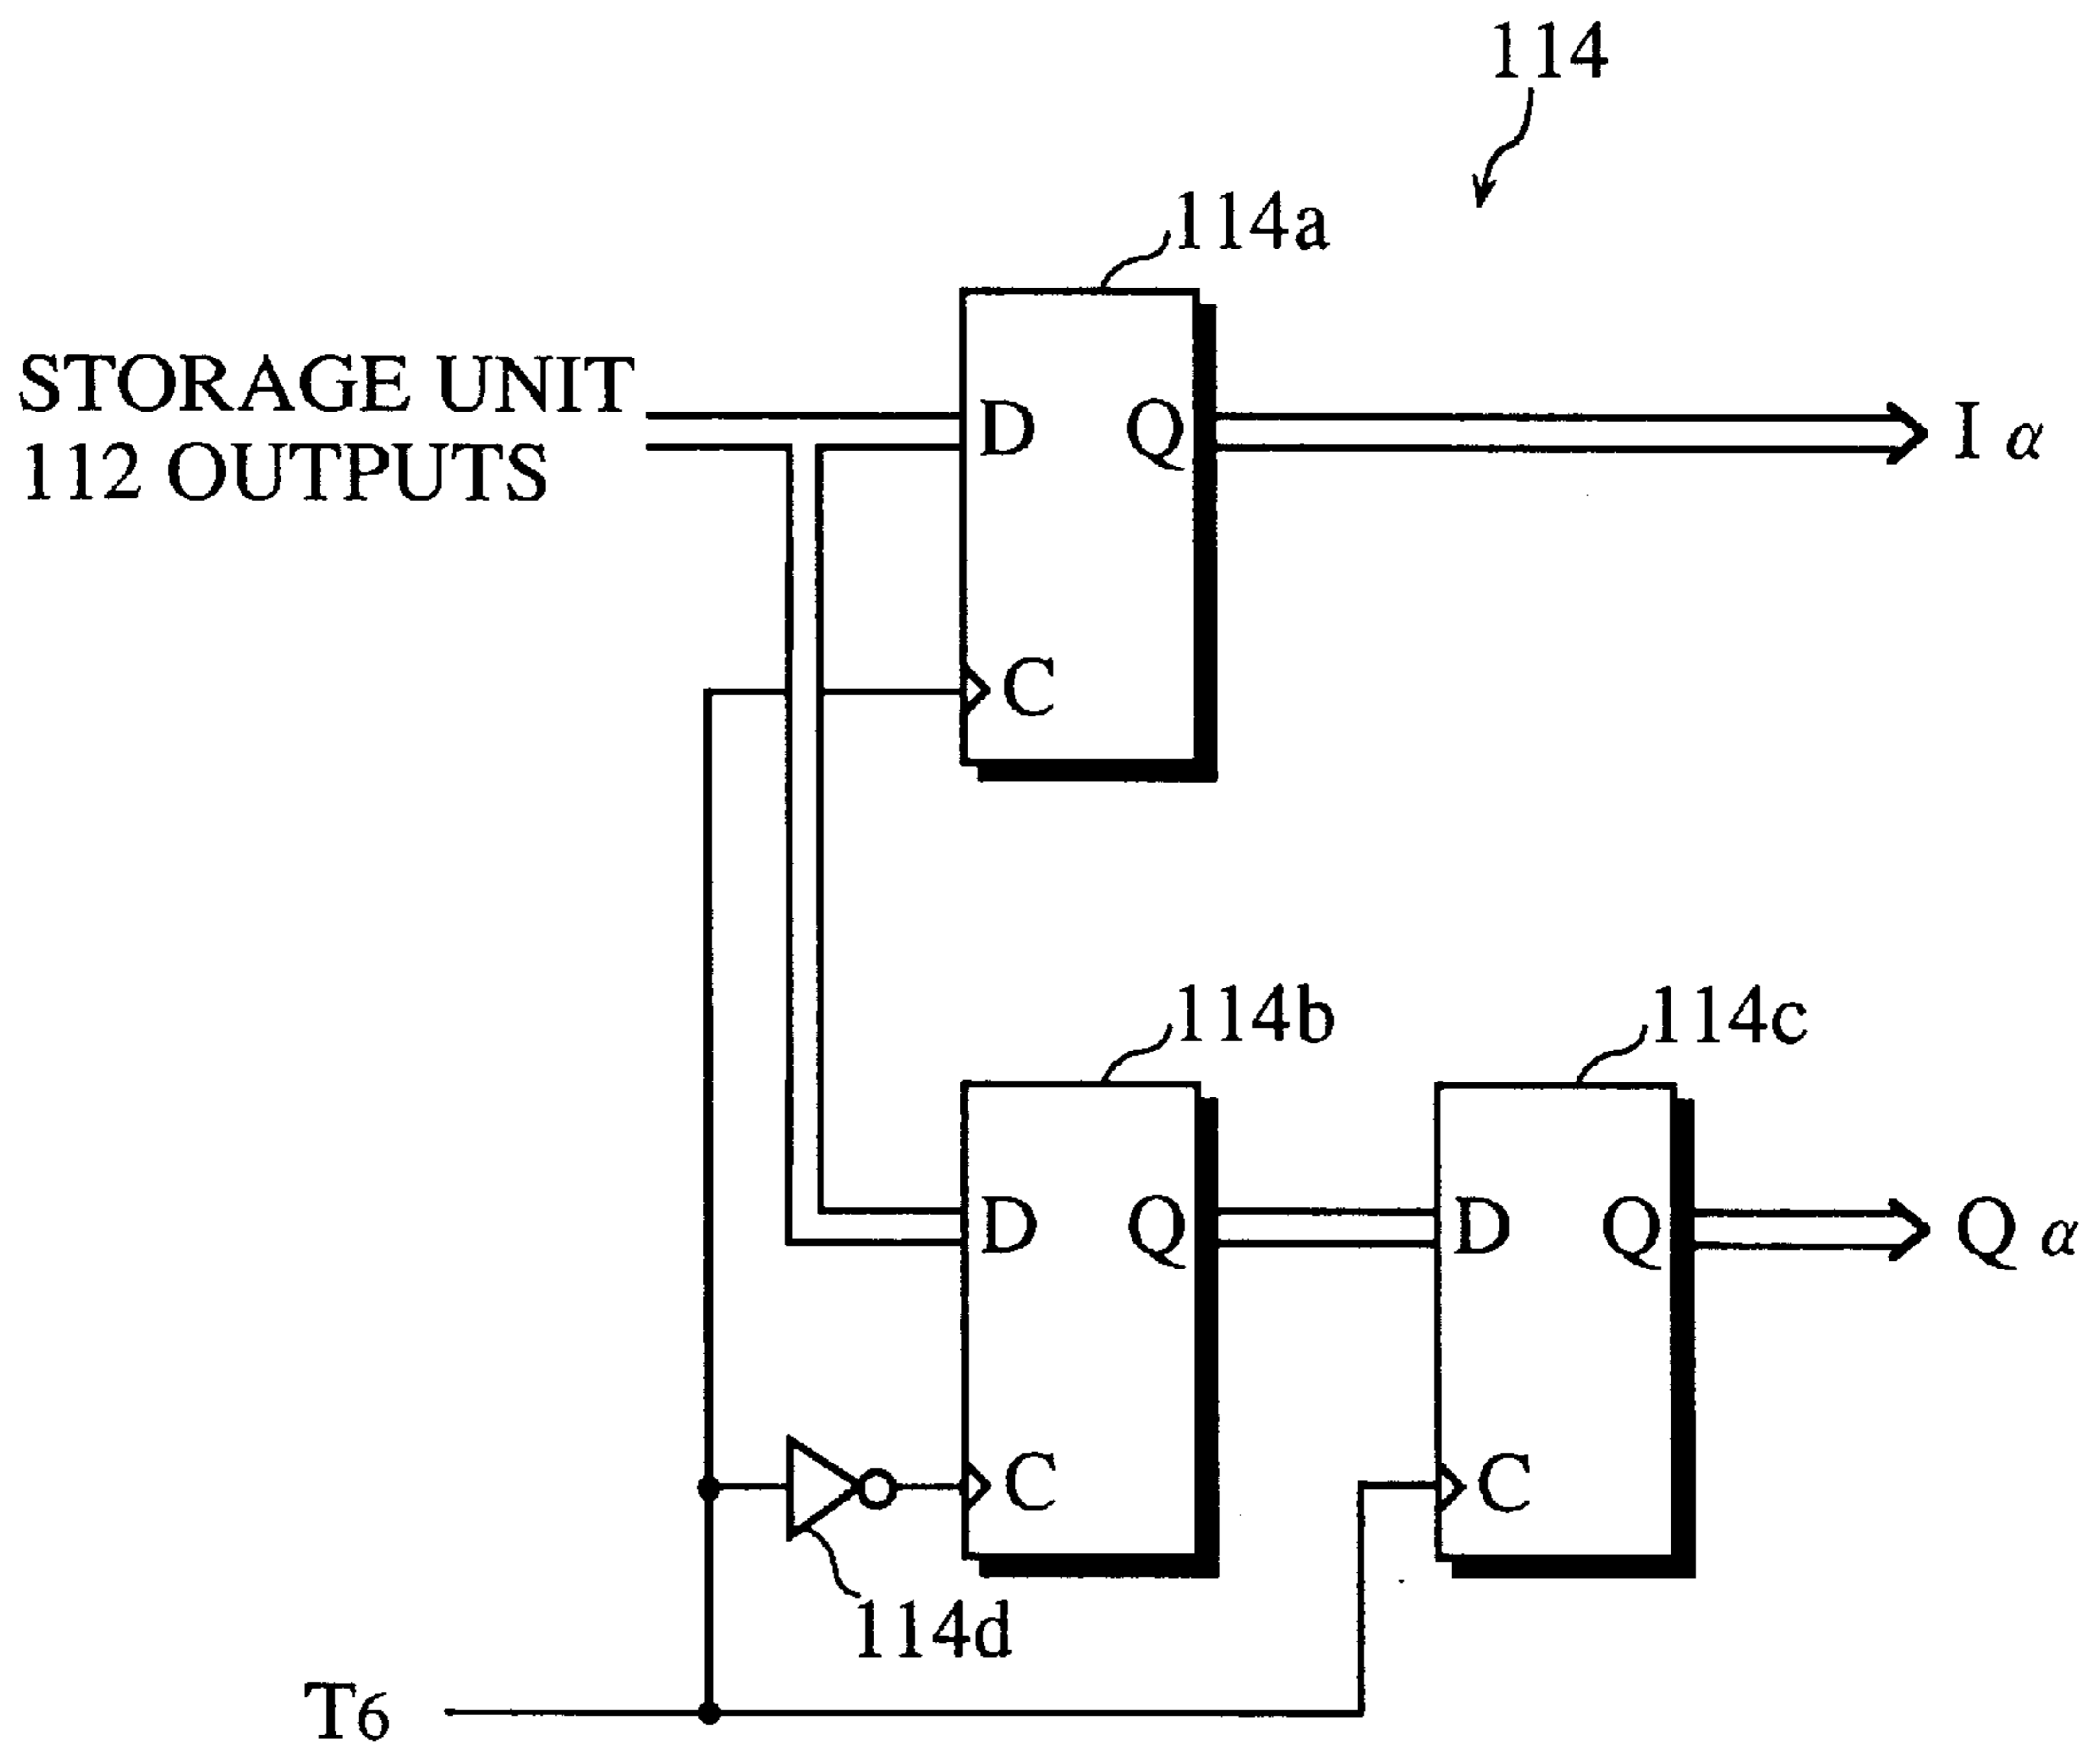 114
114a
STORAGE UNIT
112 OUTPUTS
D Q
I α
C
114b
114c
D Q
D Q
Q α
C
C
114d
T6